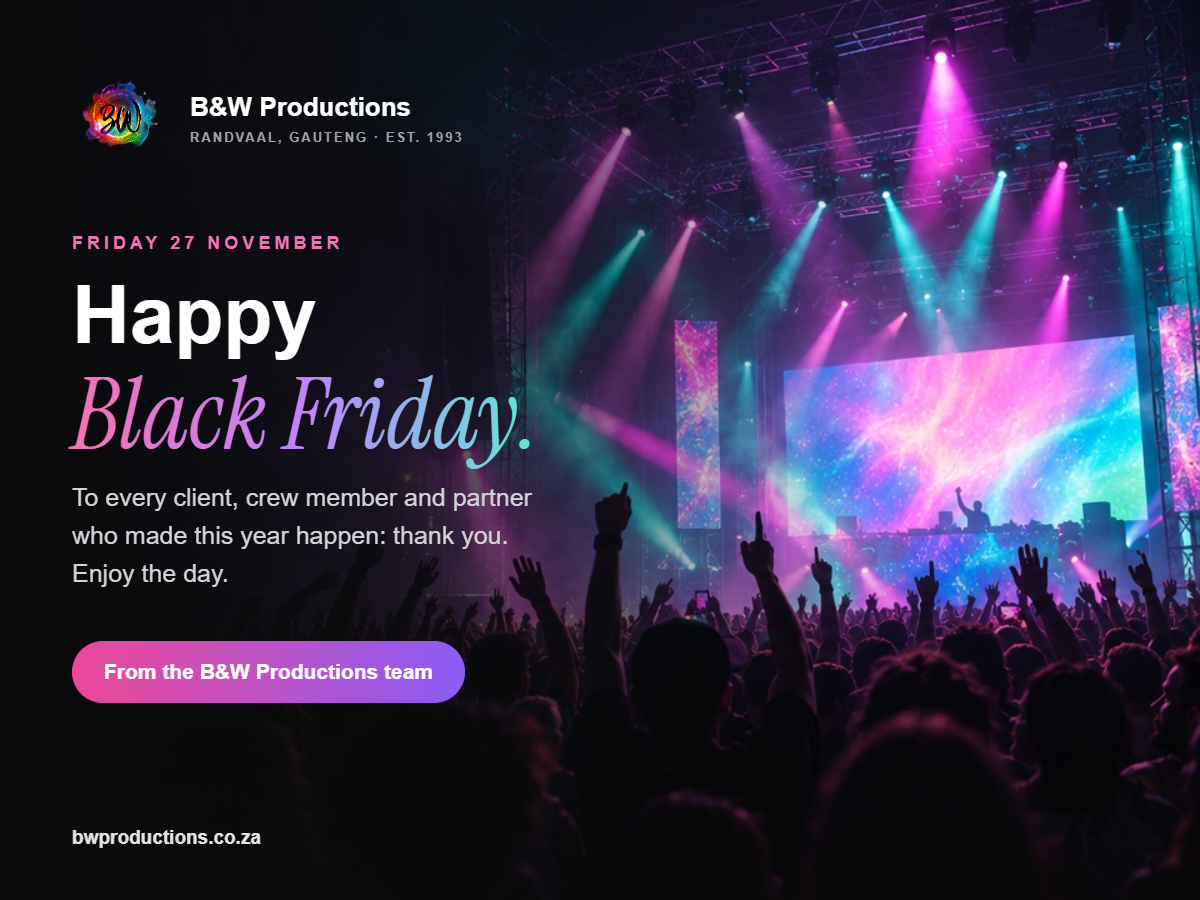 BW
B&W Productions
RANDVAAL, GAUTENG · EST. 1993
FRIDAY 27 NOVEMBER
Happy
Black Friday.
To every client, crew member and partner
who made this year happen: thank you.
Enjoy the day.
From the B&W Productions team
bwproductions.co.za